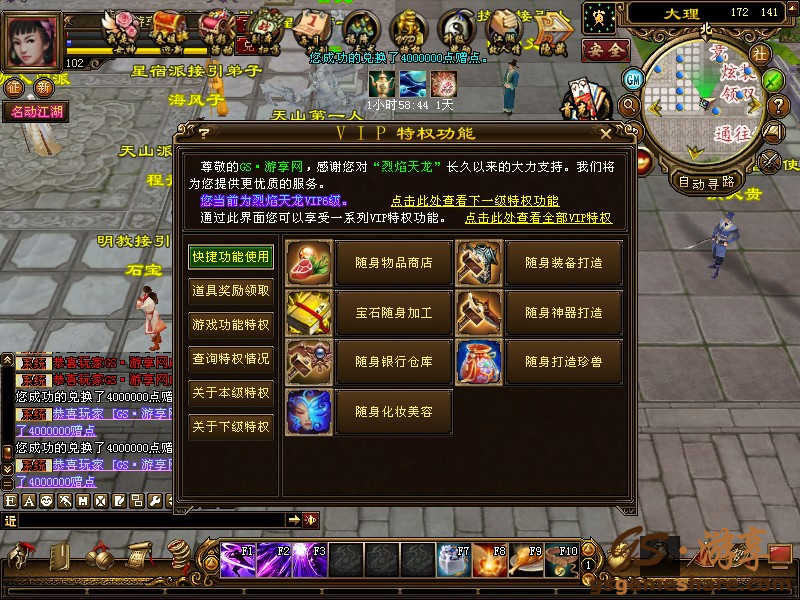 大理 172 141
北
102
GM
社
安全
征 新
名动江湖
星宿派接引弟子
您成功的兑换了4000000点赠点。
1小时58:44 1天
海风子
天山第一人
天山派
明教接引
石宝
自动寻路
VIP特权功能
尊敬的GS·游享网，感谢您对“烈焰天龙”长久以来的大力支持。我们将
为您提供更优质的服务。
您当前为烈焰天龙VIP6级。 点击此处查看下一级特权功能
通过此界面您可以享受一系列VIP特权功能。 点击此处查看全部VIP特权
快捷功能使用
道具奖励领取
游戏功能特权
查询特权情况
关于本级特权
关于下级特权
随身物品商店 随身装备打造
宝石随身加工 随身神器打造
随身银行仓库 随身打造珍兽
随身化妆美容
系统 恭喜玩家GS·游享网
系统 恭喜玩家GS·游享网
您成功的兑换了4000000点赠
系统 恭喜玩家 [GS·游享
了4000000赠点
您成功的兑换了4000000点赠
系统 恭喜玩家 [GS·游享
了4000000赠点
近
F1 F2 F3 F7 F8 F9 F10
1
GS·游享